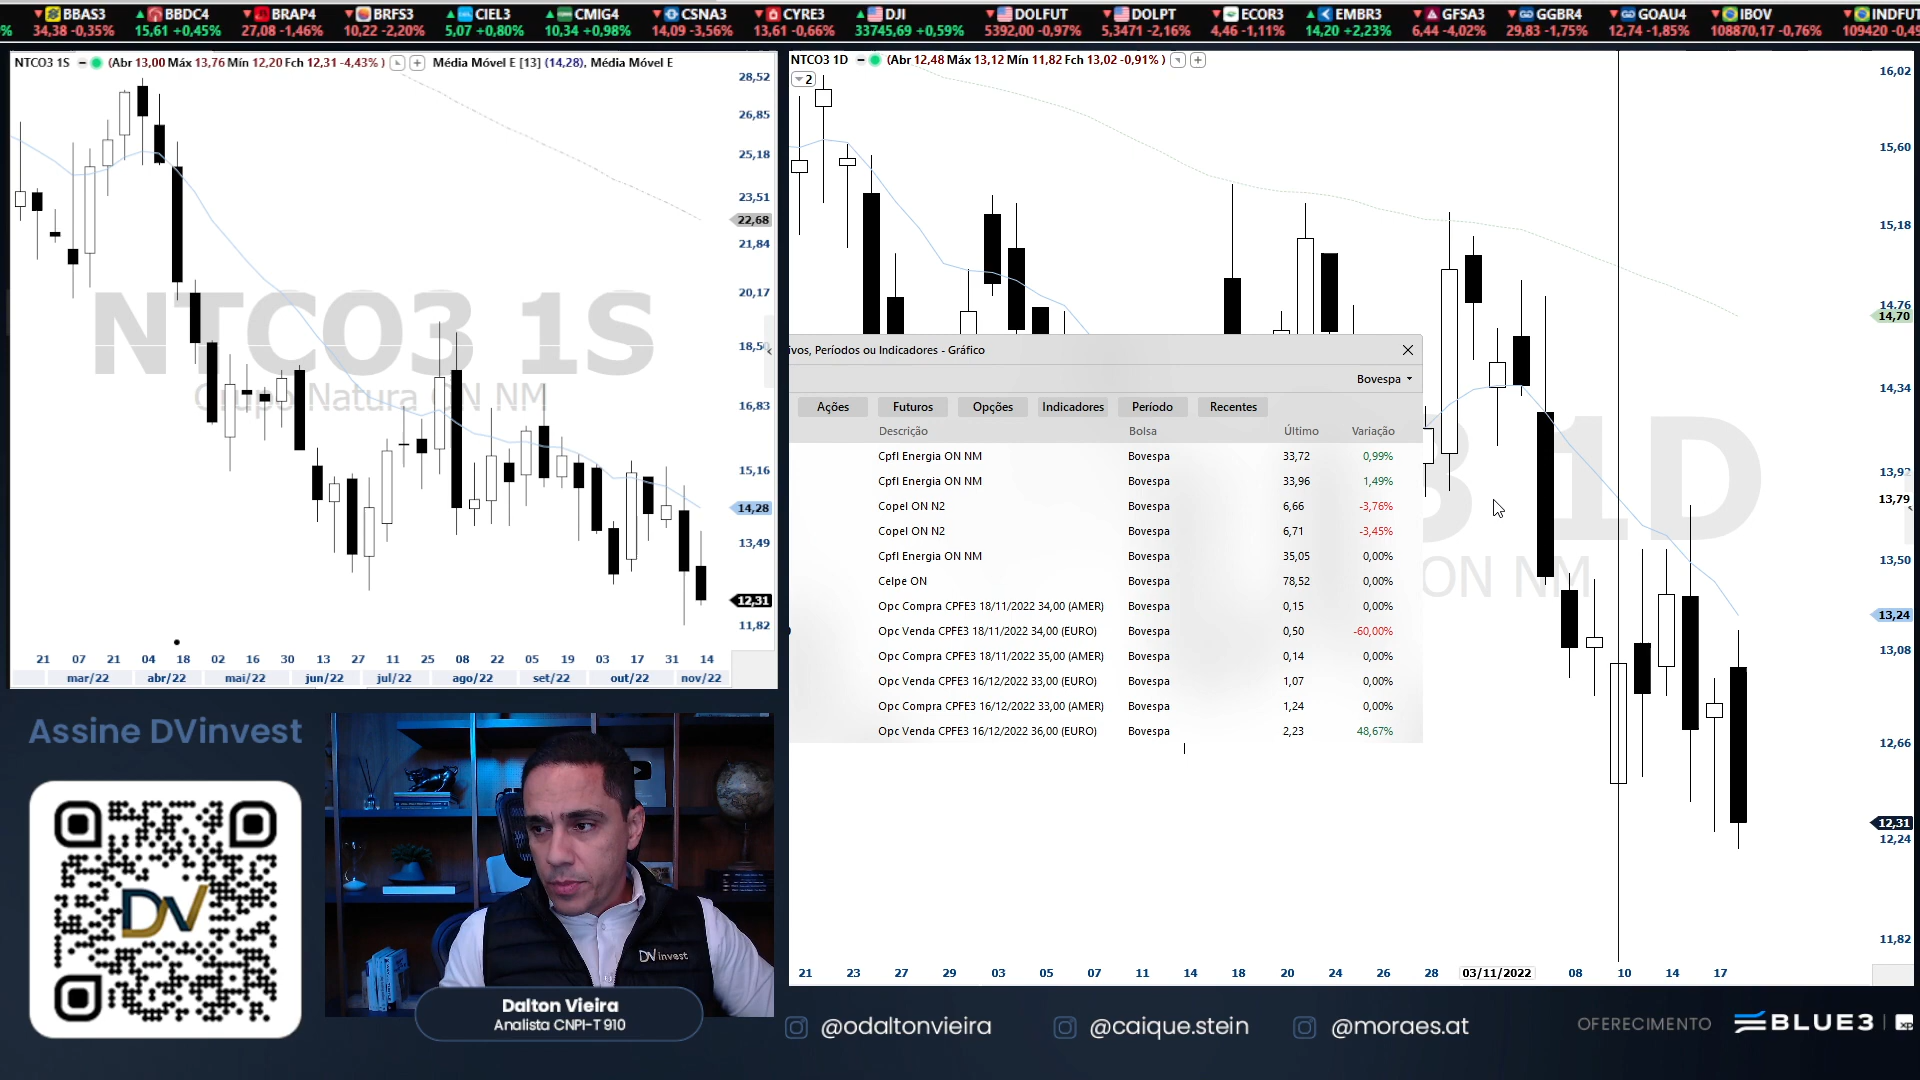 BBAS3 BBDC4 BRAP4 BRFS3 CIEL3 CMIG4 CSNA3 CYRE3 DJI DOLFUT DOLPT ECOR3 EMBR3 GFSA3 GGBR4 GOAU4 IBOV INDFUT
% 34,38 -0,35% 15,61 +0,45% 27,08 -1,46% 10,22 -2,20% 5,07 +0,80% 10,34 +0,98% 14,09 -3,56% 13,61 -0,66% 33745,69 +0,59% 5392,00 -0,97% 5,3471 -2,16% 4,46 -1,11% 14,20 +2,23% 6,44 -4,02% 29,83 -1,75% 12,74 -1,85% 108870,17 -0,76% 109420 -0,49
NTCO3 1S (Abr 13,00 Máx 13,76 Mín 12,20 Fch 12,31 -4,43% ) Média Móvel E [13] (14,28), Média Móvel E
28,52
26,85
25,18
23,51
22,68
21,84
20,17
18,50
16,83
15,16
14,28
13,49
12,31
11,82
NTCO3 1S
Grupo Natura ON NM
21 07 21 04 18 02 16 30 13 27 11 25 08 22 05 19 03 17 31 14
mar/22 abr/22 mai/22 jun/22 jul/22 ago/22 set/22 out/22 nov/22
NTCO3 1D (Abr 12,48 Máx 13,12 Mín 11,82 Fch 13,02 -0,91% )
2
16,02
15,60
15,18
14,76
14,70
14,34
13,92
13,79
13,50
13,24
13,08
12,66
12,31
12,24
11,82
3 1D
ON NM
ivos, Períodos ou Indicadores - Gráfico
Bovespa
Ações Futuros Opções Indicadores Período Recentes
Descrição Bolsa Último Variação
Cpfl Energia ON NM Bovespa 33,72 0,99%
Cpfl Energia ON NM Bovespa 33,96 1,49%
Copel ON N2 Bovespa 6,66 -3,76%
Copel ON N2 Bovespa 6,71 -3,45%
Cpfl Energia ON NM Bovespa 35,05 0,00%
Celpe ON Bovespa 78,52 0,00%
Opc Compra CPFE3 18/11/2022 34,00 (AMER) Bovespa 0,15 0,00%
Opc Venda CPFE3 18/11/2022 34,00 (EURO) Bovespa 0,50 -60,00%
Opc Compra CPFE3 18/11/2022 35,00 (AMER) Bovespa 0,14 0,00%
Opc Venda CPFE3 16/12/2022 33,00 (EURO) Bovespa 1,07 0,00%
Opc Compra CPFE3 16/12/2022 33,00 (AMER) Bovespa 1,24 0,00%
Opc Venda CPFE3 16/12/2022 36,00 (EURO) Bovespa 2,23 48,67%
21 23 27 29 03 05 07 11 14 18 20 24 26 28 03/11/2022 08 10 14 17
Assine DVinvest
DV
DVinvest
Dalton Vieira
Analista CNPI-T 910
@odaltonvieira @caique.stein @moraes.at
OFERECIMENTO BLUE3 xp